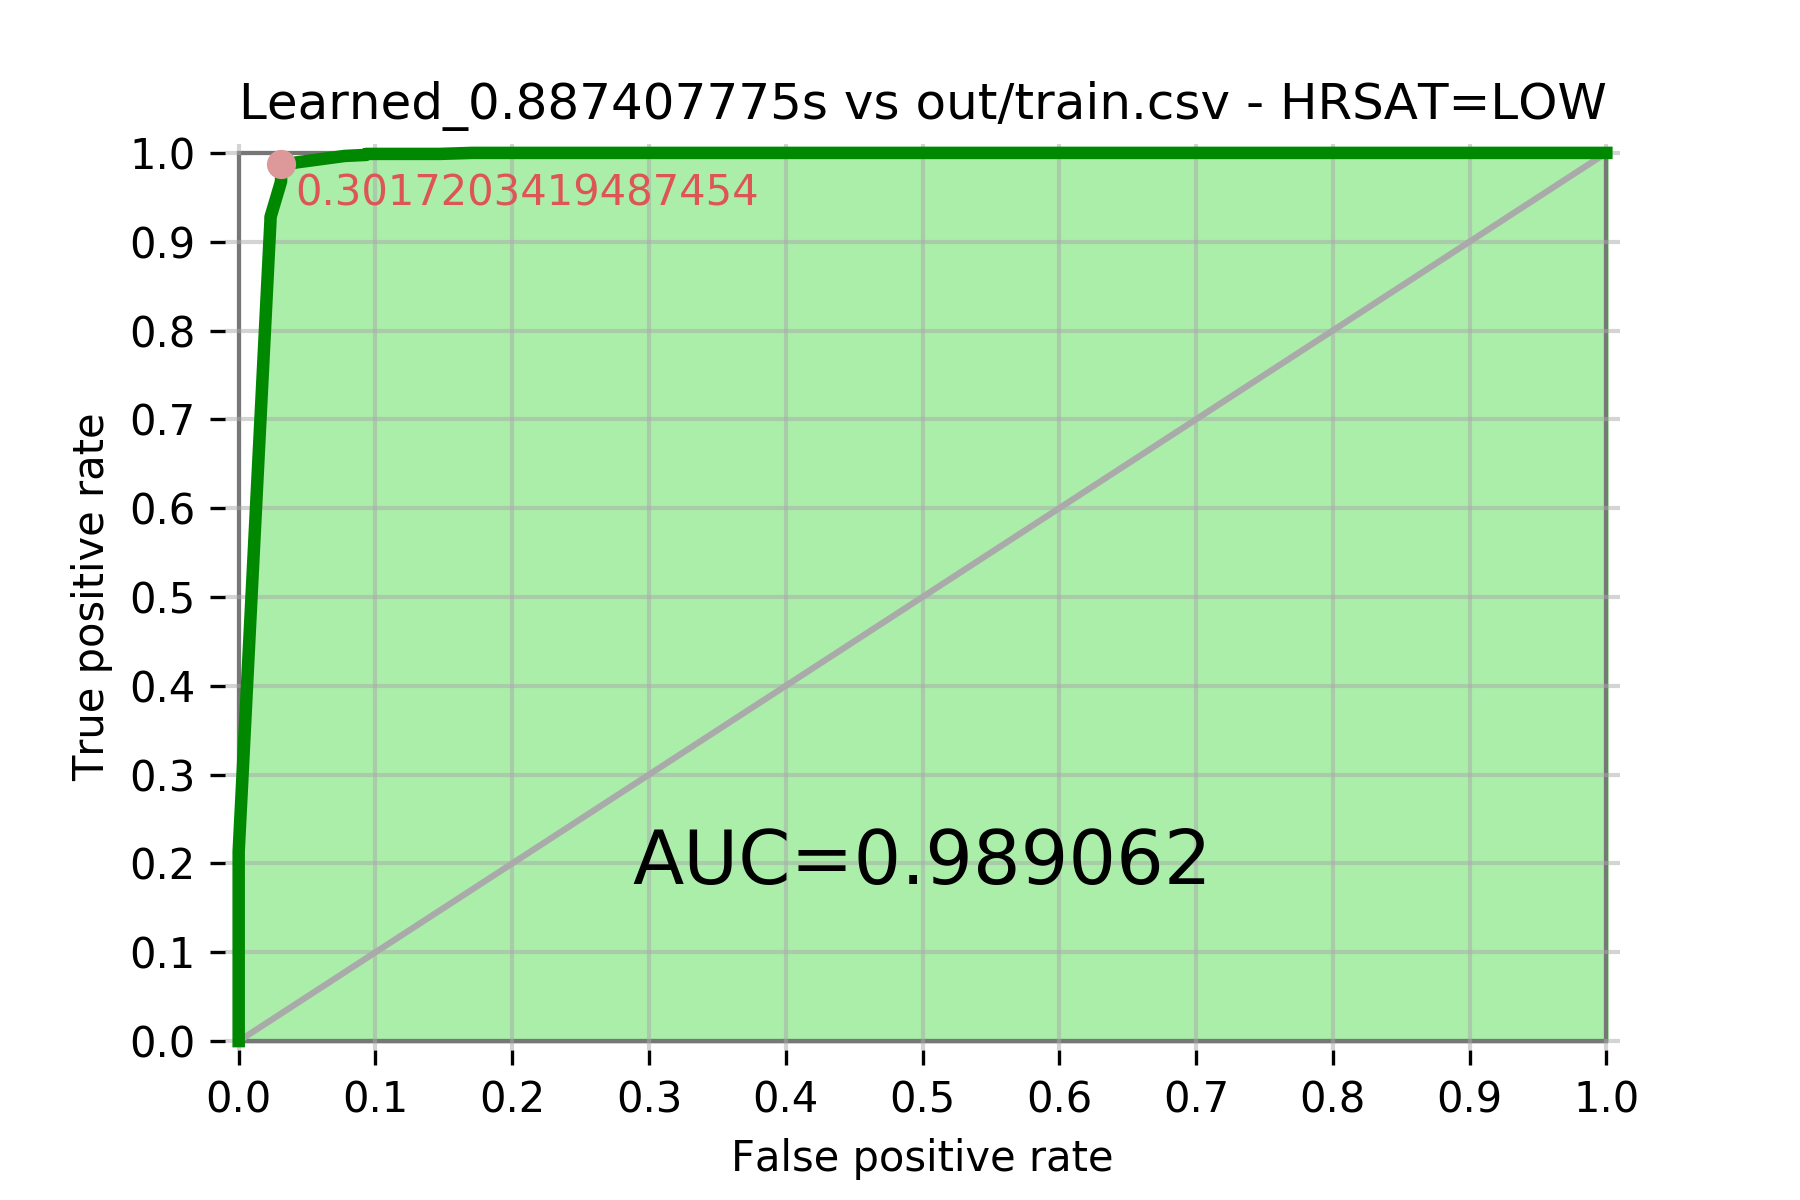 Learned_0.887407775s vs out/train.csv - HRSAT=LOW
1.0
0.3017203419487454
0.9
0.8
0.7
0.6
0.5
0.4
0.3
0.2
0.1
0.0
True positive rate
AUC=0.989062
0.0 0.1 0.2 0.3 0.4 0.5 0.6 0.7 0.8 0.9 1.0
False positive rate